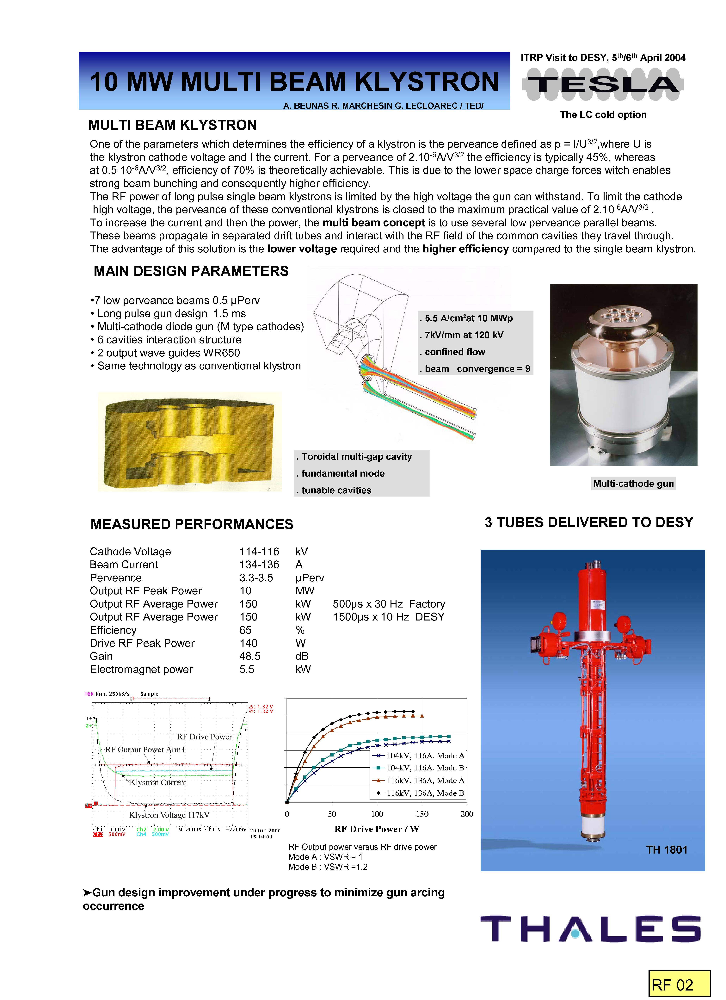 ITRP Visit to DESY, 5th/6th April 2004
10 MW MULTI BEAM KLYSTRON
TESLA
A. BEUNAS R. MARCHESIN G. LECLOAREC / TED/
The LC cold option
MULTI BEAM KLYSTRON
One of the parameters which determines the efficiency of a klystron is the perveance defined as p = I/U3/2,where U is
the klystron cathode voltage and I the current. For a perveance of 2.10-6A/V3/2 the efficiency is typically 45%, whereas
at 0.5 10-6A/V3/2, efficiency of 70% is theoretically achievable. This is due to the lower space charge forces witch enables
strong beam bunching and consequently higher efficiency.
The RF power of long pulse single beam klystrons is limited by the high voltage the gun can withstand. To limit the cathode
high voltage, the perveance of these conventional klystrons is closed to the maximum practical value of 2.10-6A/V3/2 .
To increase the current and then the power, the multi beam concept is to use several low perveance parallel beams.
These beams propagate in separated drift tubes and interact with the RF field of the common cavities they travel through.
The advantage of this solution is the lower voltage required and the higher efficiency compared to the single beam klystron.
MAIN DESIGN PARAMETERS
•7 low perveance beams 0.5 µPerv
• Long pulse gun design 1.5 ms
• Multi-cathode diode gun (M type cathodes)
• 6 cavities interaction structure
• 2 output wave guides WR650
• Same technology as conventional klystron
. 5.5 A/cm²at 10 MWp
. 7kV/mm at 120 kV
. confined flow
. beam convergence = 9
. Toroidal multi-gap cavity
. fundamental mode
. tunable cavities
Multi-cathode gun
MEASURED PERFORMANCES
Cathode Voltage 114-116 kV
Beam Current 134-136 A
Perveance 3.3-3.5 µPerv
Output RF Peak Power 10 MW
Output RF Average Power 150 kW 500µs x 30 Hz Factory
Output RF Average Power 150 kW 1500µs x 10 Hz DESY
Efficiency 65 %
Drive RF Peak Power 140 W
Gain 48.5 dB
Electromagnet power 5.5 kW
3 TUBES DELIVERED TO DESY
TH 1801
Tek Run: 250kS/s Sample
Δ: 1.32 V
@: 1.32 V
1
2
3
RF Drive Power
RF Output Power Arm1
Klystron Current
Klystron Voltage 117kV
Ch1 1.00 V Ch2 2.00 V M 200µs Ch1 -720mV
Ch3 500mV Ch4 500mV
26 Jun 2000
15:14:03
104kV, 116A, Mode A
104kV, 116A, Mode B
116kV, 136A, Mode A
116kV, 136A, Mode B
0 50 100 150 200
RF Drive Power / W
RF Output power versus RF drive power
Mode A : VSWR = 1
Mode B : VSWR =1.2
➤Gun design improvement under progress to minimize gun arcing
occurrence
THALES
RF 02